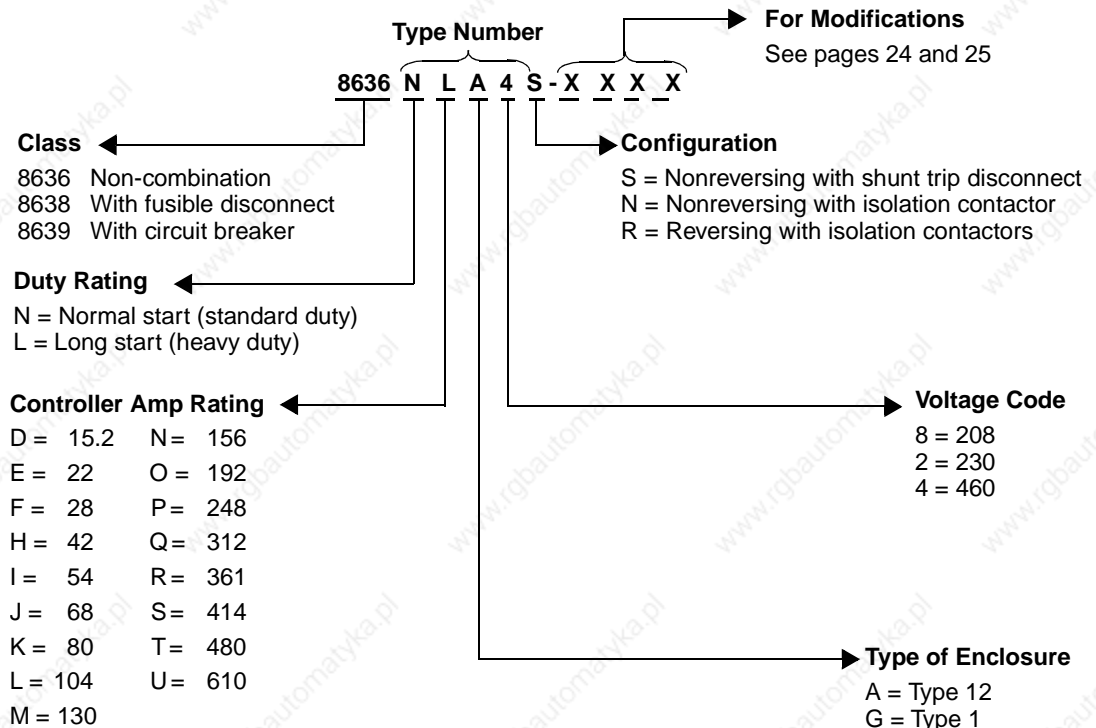 For Modifications
See pages 24 and 25
Type Number
8636 N L A 4 S - X X X X
Class
8636 Non-combination
8638 With fusible disconnect
8639 With circuit breaker
Configuration
S = Nonreversing with shunt trip disconnect
N = Nonreversing with isolation contactor
R = Reversing with isolation contactors
Duty Rating
N = Normal start (standard duty)
L = Long start (heavy duty)
Controller Amp Rating
D = 15.2 N = 156
E = 22 O = 192
F = 28 P = 248
H = 42 Q = 312
I = 54 R = 361
J = 68 S = 414
K = 80 T = 480
L = 104 U = 610
M = 130
Voltage Code
8 = 208
2 = 230
4 = 460
Type of Enclosure
A = Type 12
G = Type 1
www.rgbautomatyka.pl